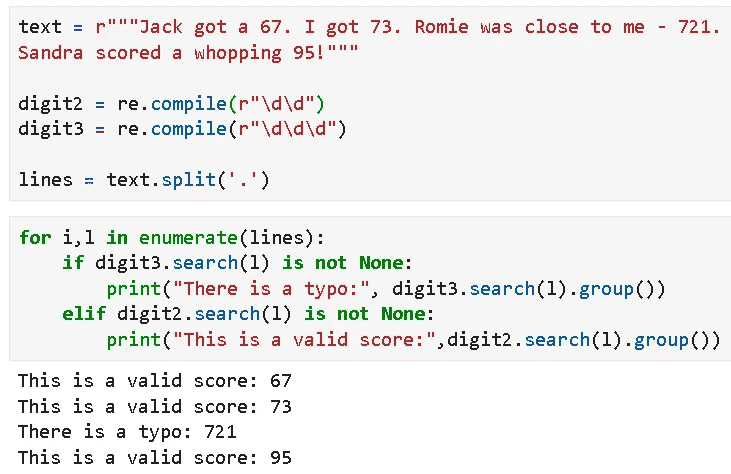 text = r"""Jack got a 67. I got 73. Romie was close to me - 721.
Sandra scored a whopping 95!"""
digit2 = re.compile(r"\d\d")
digit3 = re.compile(r"\d\d\d")
lines = text.split('.')
for i,l in enumerate(lines):
    if digit3.search(l) is not None:
        print("There is a typo:", digit3.search(l).group())
    elif digit2.search(l) is not None:
        print("This is a valid score:",digit2.search(l).group())
This is a valid score: 67
This is a valid score: 73
There is a typo: 721
This is a valid score: 95